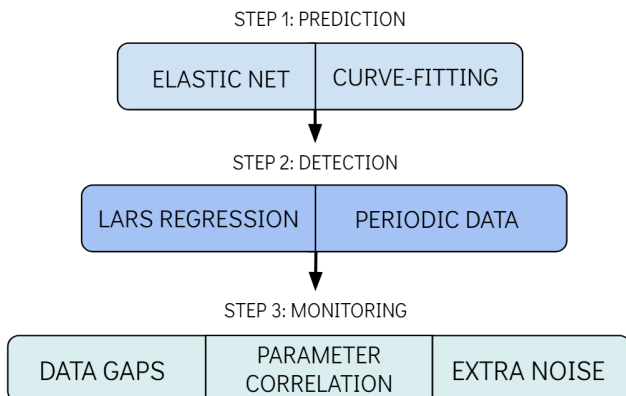 STEP 1: PREDICTION
ELASTIC NET
CURVE-FITTING
STEP 2: DETECTION
LARS REGRESSION
PERIODIC DATA
STEP 3: MONITORING
DATA GAPS
PARAMETER
CORRELATION
EXTRA NOISE